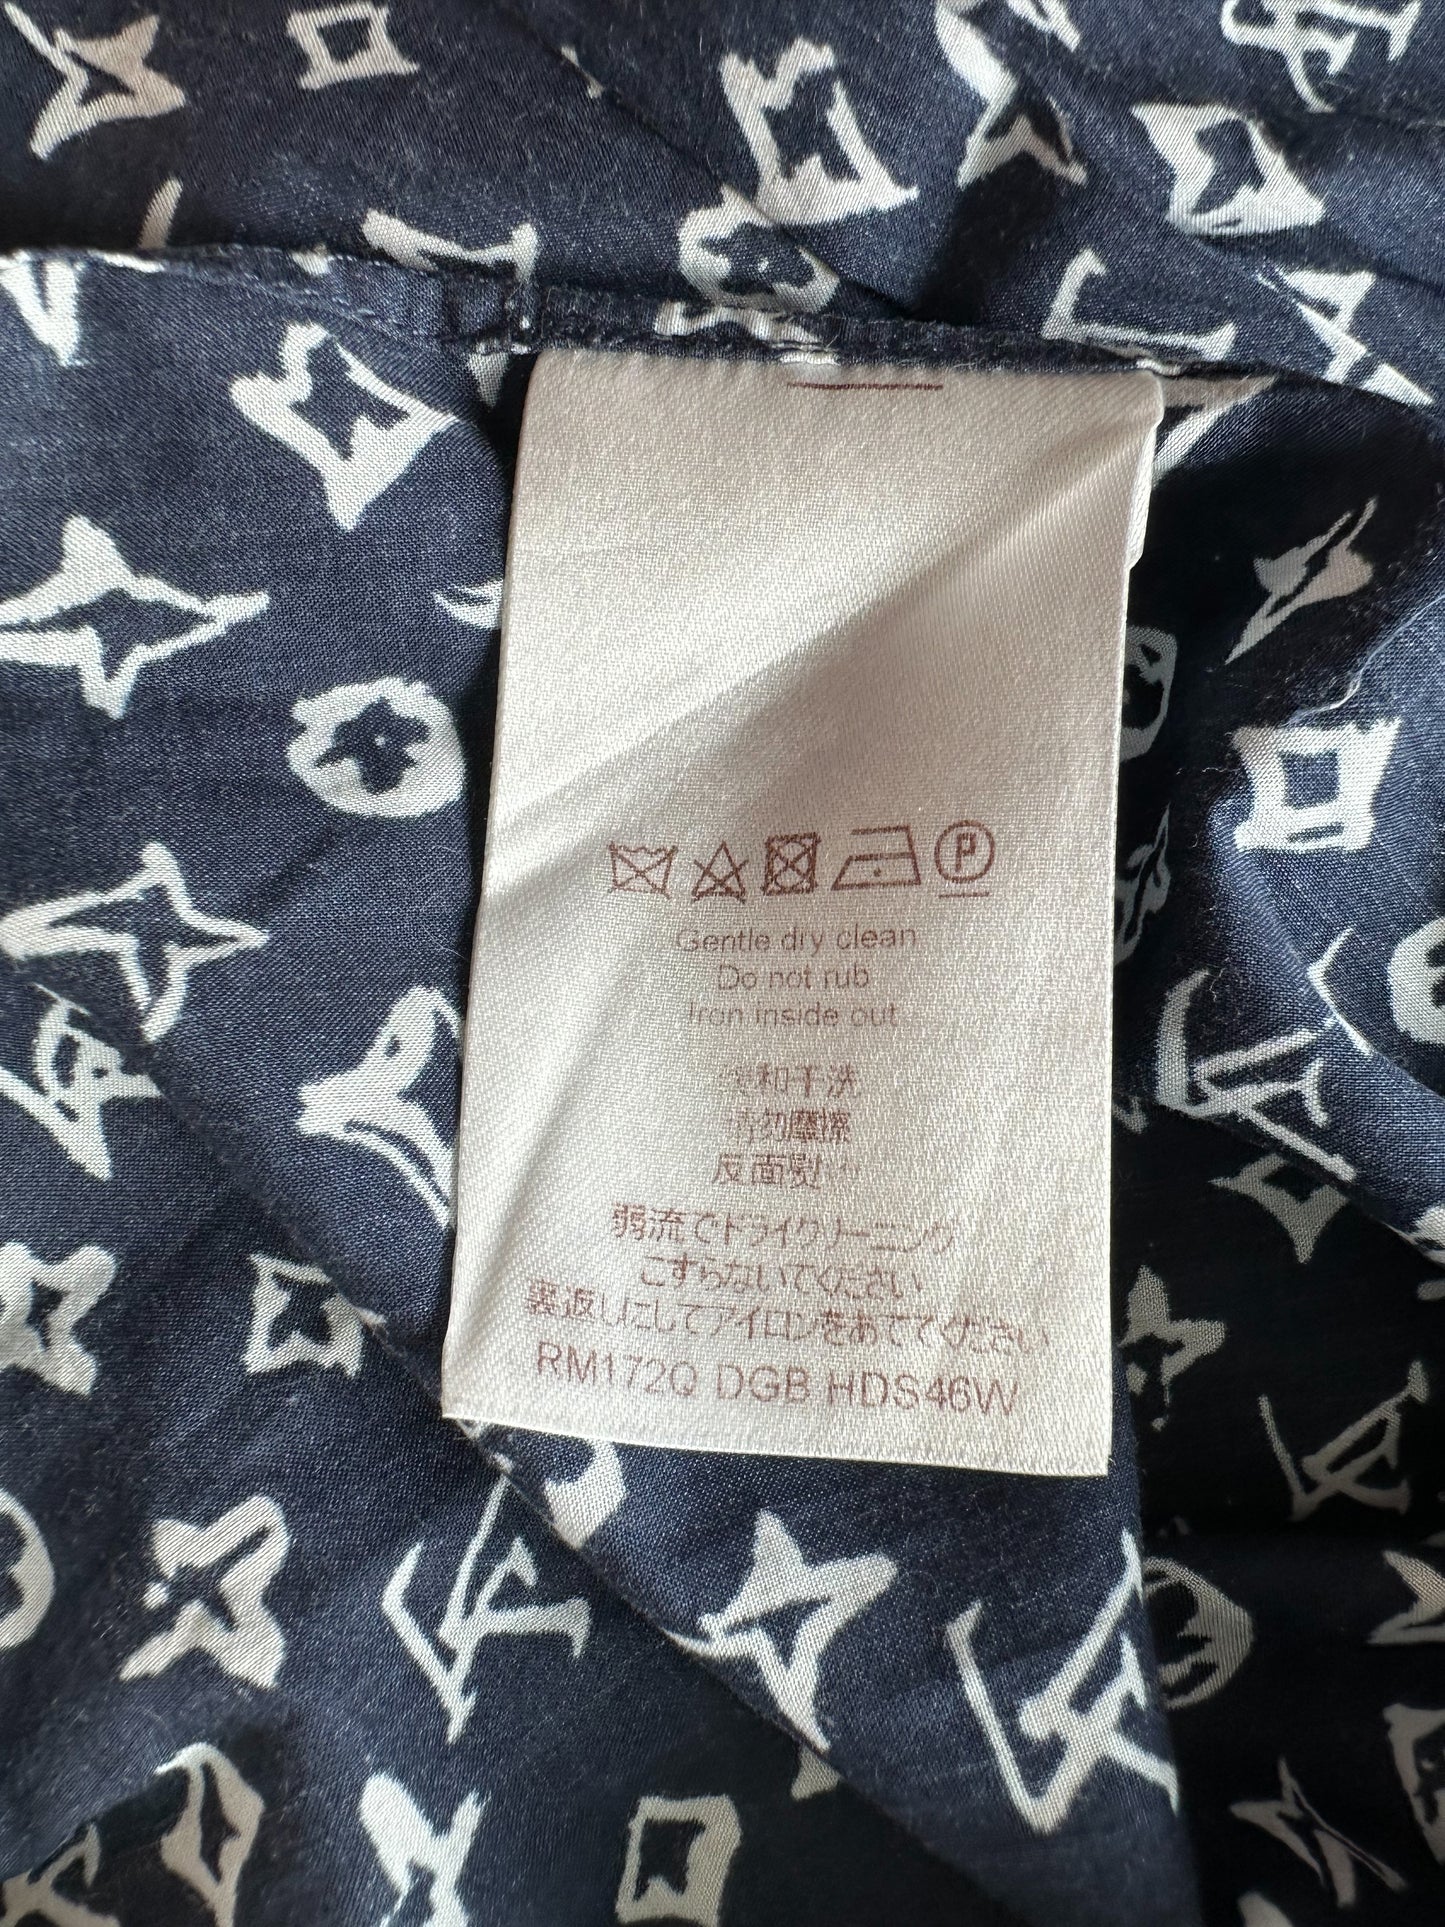 P
Gentle dry clean
Do not rub
Iron inside out
柔和干洗
切勿摩擦
反面熨
弱流でドライクリーニング
こすらないでください
裏返しにしてアイロンをあててください
RM172Q DGB HDS46W